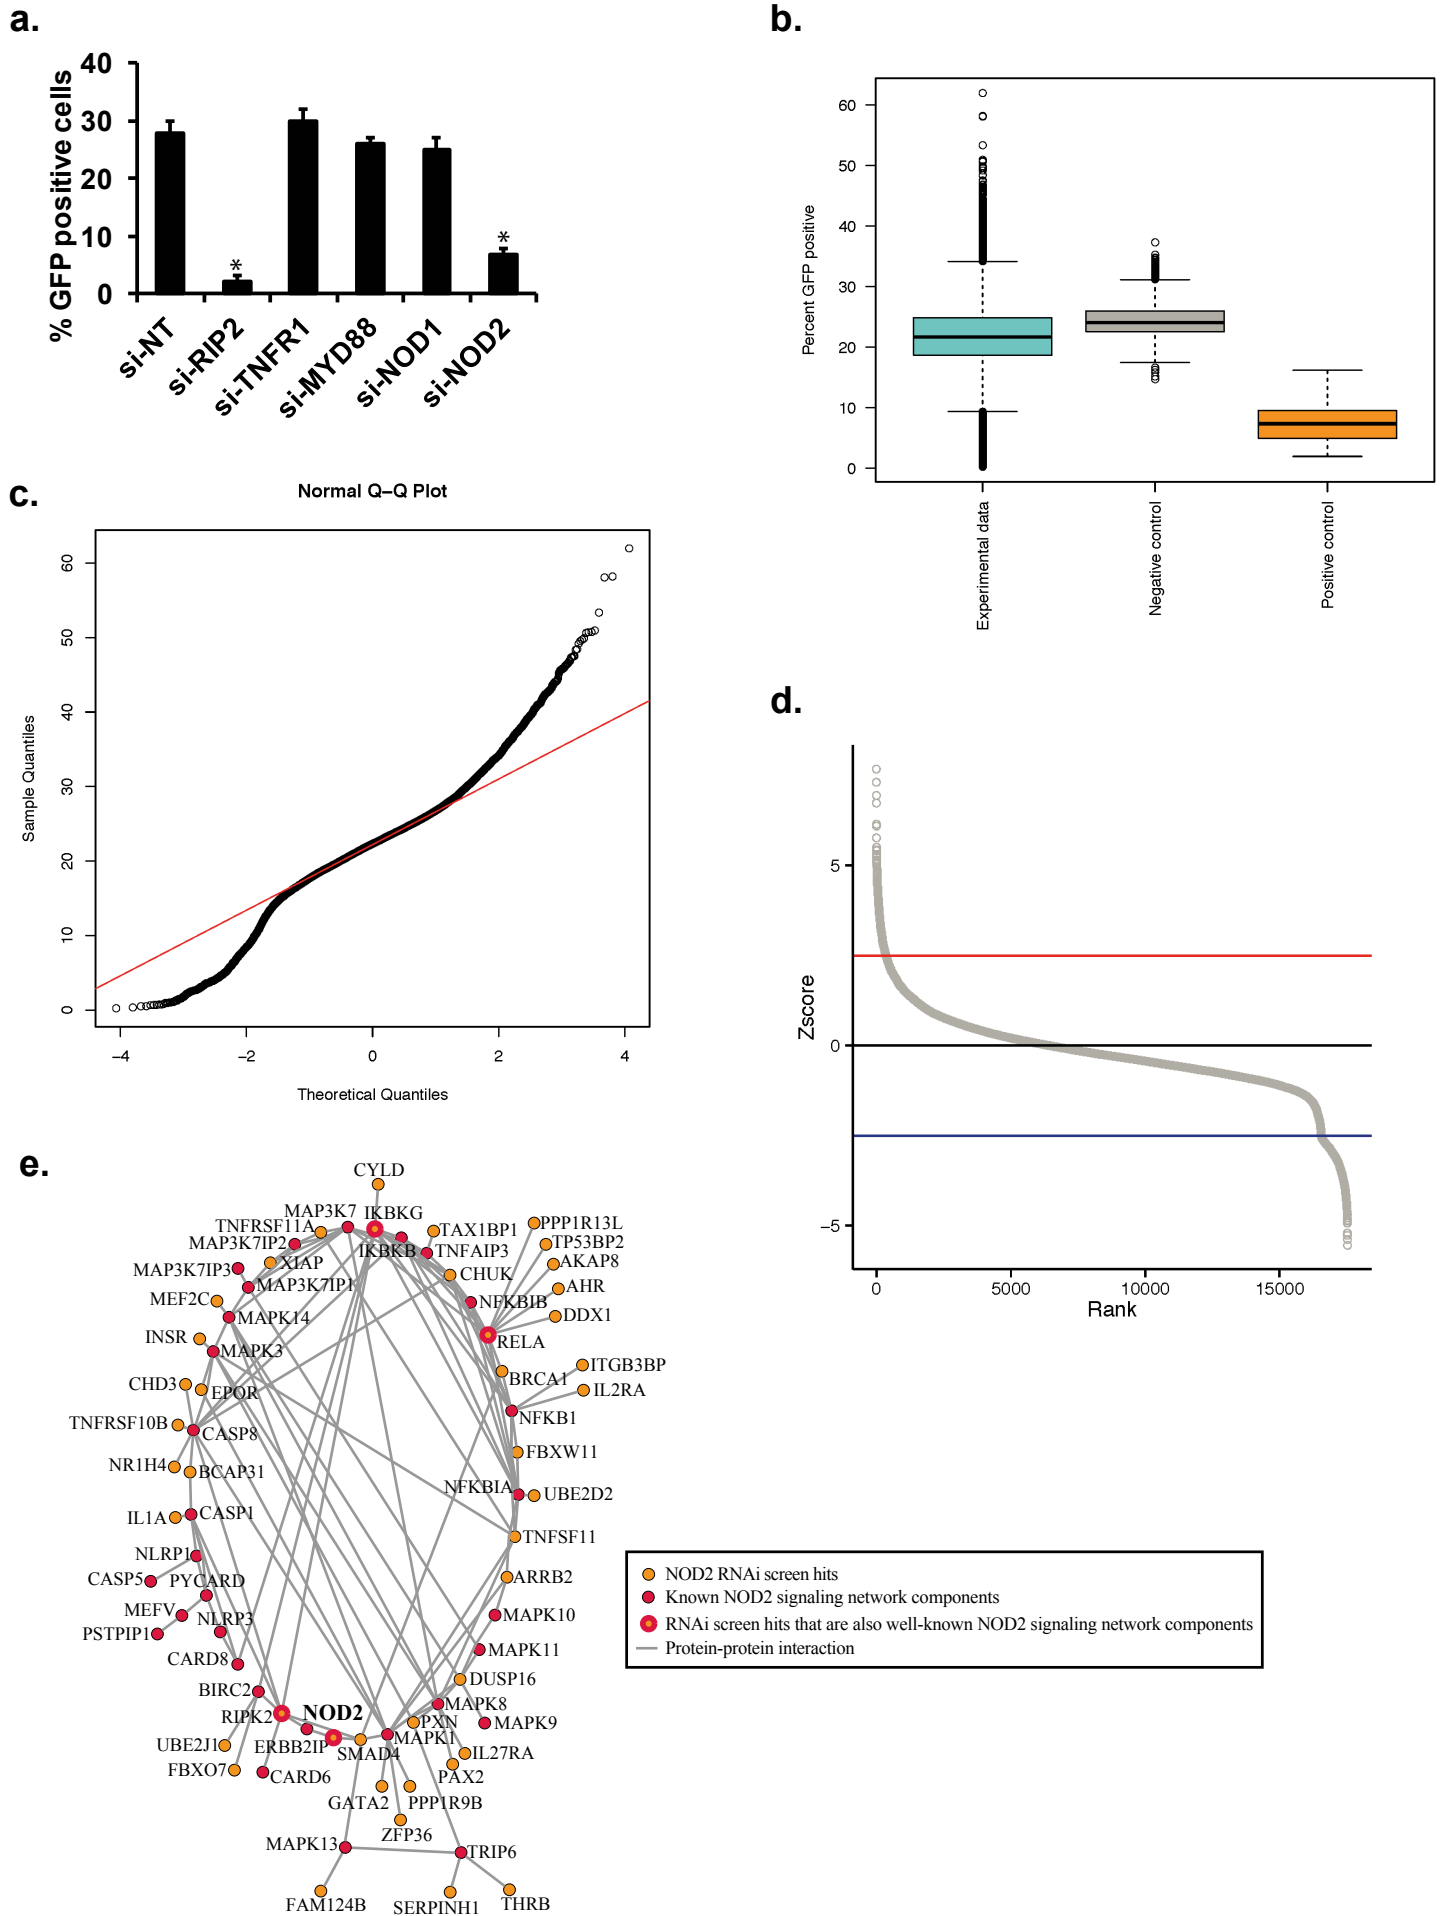 a.
% GFP positive cells
40
30
20
10
0
*
*
si-NT
si-RIP2
si-TNFR1
si-MYD88
si-NOD1
si-NOD2
b.
Percent GFP positive
60
50
40
30
20
10
0
Experimental data
Negative control
Positive control
c.
Normal Q–Q Plot
Sample Quantiles
60
50
40
30
20
10
0
−4
−2
0
2
4
Theoretical Quantiles
d.
Zscore
5
0
−5
0
5000
10000
15000
Rank
e.
CYLD
MAP3K7
IKBKG
TNFRSF11A
TAX1BP1
PPP1R13L
MAP3K7IP2
IKBKB
TNFAIP3
TP53BP2
XIAP
AKAP8
MAP3K7IP3
CHUK
MAP3K7IP1
AHR
MEF2C
NFKBIB
MAPK14
DDX1
INSR
RELA
MAPK3
ITGB3BP
CHD3
EPOR
BRCA1
IL2RA
TNFRSF10B
NFKB1
CASP8
FBXW11
NR1H4
BCAP31
NFKBIA
UBE2D2
IL1A
CASP1
TNFSF11
NLRP1
CASP5
PYCARD
ARRB2
MEFV
NLRP3
MAPK10
PSTPIP1
MAPK11
CARD8
DUSP16
BIRC2
RIPK2
NOD2
MAPK8
PXN
MAPK9
UBE2J1
ERBB2IP
SMAD4
MAPK1
IL27RA
FBXO7
CARD6
PAX2
GATA2
PPP1R9B
ZFP36
MAPK13
TRIP6
FAM124B
SERPINH1
THRB
NOD2 RNAi screen hits
Known NOD2 signaling network components
RNAi screen hits that are also well-known NOD2 signaling network components
Protein-protein interaction